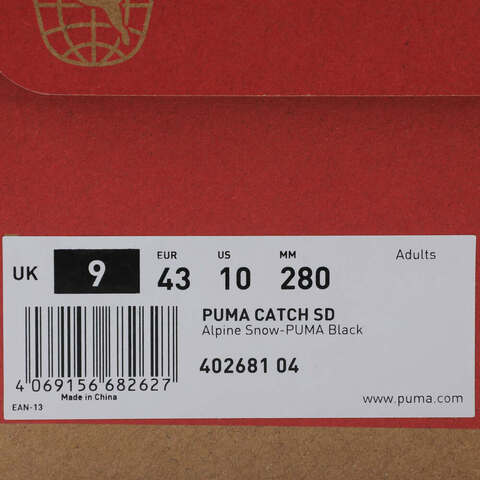 EUR US MM Adults
UK 9 43 10 280
PUMA CATCH SD
Alpine Snow-PUMA Black
402681 04
4 069156 682627
Made in China
EAN-13
www.puma.com